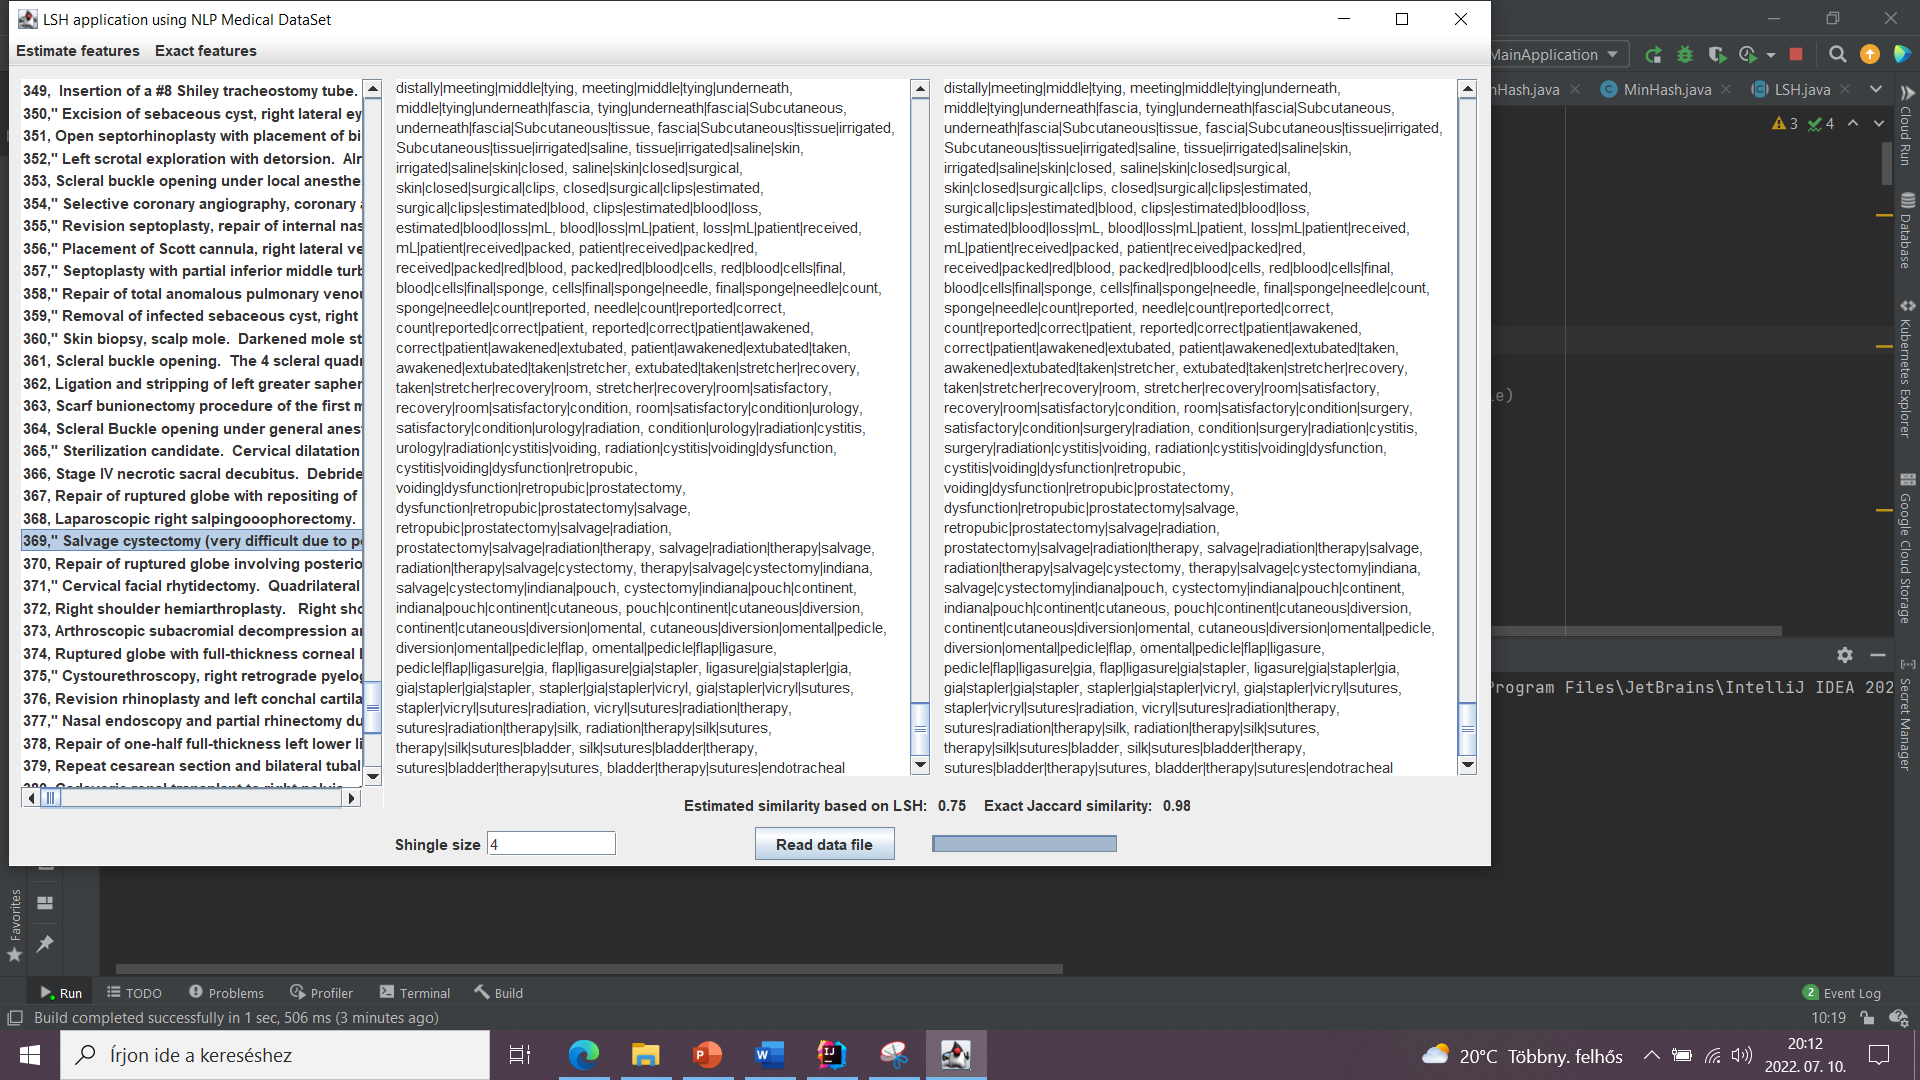 LSH application using NLP Medical DataSet
Estimate features Exact features
349, Insertion of a #8 Shiley tracheostomy tube.
350," Excision of sebaceous cyst, right lateral ey
351, Open septorhinoplasty with placement of bi
352," Left scrotal exploration with detorsion. Alr
353, Scleral buckle opening under local anesthe
354," Selective coronary angiography, coronary a
355," Revision septoplasty, repair of internal nas
356," Placement of Scott cannula, right lateral ve
357," Septoplasty with partial inferior middle turb
358," Repair of total anomalous pulmonary venou
359," Removal of infected sebaceous cyst, right
360," Skin biopsy, scalp mole. Darkened mole st
361, Scleral buckle opening. The 4 scleral quadr
362, Ligation and stripping of left greater saphen
363, Scarf bunionectomy procedure of the first m
364, Scleral Buckle opening under general anest
365," Sterilization candidate. Cervical dilatation
366, Stage IV necrotic sacral decubitus. Debride
367, Repair of ruptured globe with repositing of
368, Laparoscopic right salpingooophorectomy.
369," Salvage cystectomy (very difficult due to po
370, Repair of ruptured globe involving posterio
371," Cervical facial rhytidectomy. Quadrilateral
372, Right shoulder hemiarthroplasty. Right sho
373, Arthroscopic subacromial decompression an
374, Ruptured globe with full-thickness corneal l
375," Cystourethroscopy, right retrograde pyelog
376, Revision rhinoplasty and left conchal cartila
377," Nasal endoscopy and partial rhinectomy du
378, Repair of one-half full-thickness left lower li
379, Repeat cesarean section and bilateral tubal
380, Cadaveric renal transplant to right pelvis.
distally|meeting|middle|tying, meeting|middle|tying|underneath,
middle|tying|underneath|fascia, tying|underneath|fascia|Subcutaneous,
underneath|fascia|Subcutaneous|tissue, fascia|Subcutaneous|tissue|irrigated,
Subcutaneous|tissue|irrigated|saline, tissue|irrigated|saline|skin,
irrigated|saline|skin|closed, saline|skin|closed|surgical,
skin|closed|surgical|clips, closed|surgical|clips|estimated,
surgical|clips|estimated|blood, clips|estimated|blood|loss,
estimated|blood|loss|mL, blood|loss|mL|patient, loss|mL|patient|received,
mL|patient|received|packed, patient|received|packed|red,
received|packed|red|blood, packed|red|blood|cells, red|blood|cells|final,
blood|cells|final|sponge, cells|final|sponge|needle, final|sponge|needle|count,
sponge|needle|count|reported, needle|count|reported|correct,
count|reported|correct|patient, reported|correct|patient|awakened,
correct|patient|awakened|extubated, patient|awakened|extubated|taken,
awakened|extubated|taken|stretcher, extubated|taken|stretcher|recovery,
taken|stretcher|recovery|room, stretcher|recovery|room|satisfactory,
recovery|room|satisfactory|condition, room|satisfactory|condition|urology,
satisfactory|condition|urology|radiation, condition|urology|radiation|cystitis,
urology|radiation|cystitis|voiding, radiation|cystitis|voiding|dysfunction,
cystitis|voiding|dysfunction|retropubic,
voiding|dysfunction|retropubic|prostatectomy,
dysfunction|retropubic|prostatectomy|salvage,
retropubic|prostatectomy|salvage|radiation,
prostatectomy|salvage|radiation|therapy, salvage|radiation|therapy|salvage,
radiation|therapy|salvage|cystectomy, therapy|salvage|cystectomy|indiana,
salvage|cystectomy|indiana|pouch, cystectomy|indiana|pouch|continent,
indiana|pouch|continent|cutaneous, pouch|continent|cutaneous|diversion,
continent|cutaneous|diversion|omental, cutaneous|diversion|omental|pedicle,
diversion|omental|pedicle|flap, omental|pedicle|flap|ligasure,
pedicle|flap|ligasure|gia, flap|ligasure|gia|stapler, ligasure|gia|stapler|gia,
gia|stapler|gia|stapler, stapler|gia|stapler|vicryl, gia|stapler|vicryl|sutures,
stapler|vicryl|sutures|radiation, vicryl|sutures|radiation|therapy,
sutures|radiation|therapy|silk, radiation|therapy|silk|sutures,
therapy|silk|sutures|bladder, silk|sutures|bladder|therapy,
sutures|bladder|therapy|sutures, bladder|therapy|sutures|endotracheal
distally|meeting|middle|tying, meeting|middle|tying|underneath,
middle|tying|underneath|fascia, tying|underneath|fascia|Subcutaneous,
underneath|fascia|Subcutaneous|tissue, fascia|Subcutaneous|tissue|irrigated,
Subcutaneous|tissue|irrigated|saline, tissue|irrigated|saline|skin,
irrigated|saline|skin|closed, saline|skin|closed|surgical,
skin|closed|surgical|clips, closed|surgical|clips|estimated,
surgical|clips|estimated|blood, clips|estimated|blood|loss,
estimated|blood|loss|mL, blood|loss|mL|patient, loss|mL|patient|received,
mL|patient|received|packed, patient|received|packed|red,
received|packed|red|blood, packed|red|blood|cells, red|blood|cells|final,
blood|cells|final|sponge, cells|final|sponge|needle, final|sponge|needle|count,
sponge|needle|count|reported, needle|count|reported|correct,
count|reported|correct|patient, reported|correct|patient|awakened,
correct|patient|awakened|extubated, patient|awakened|extubated|taken,
awakened|extubated|taken|stretcher, extubated|taken|stretcher|recovery,
taken|stretcher|recovery|room, stretcher|recovery|room|satisfactory,
recovery|room|satisfactory|condition, room|satisfactory|condition|surgery,
satisfactory|condition|surgery|radiation, condition|surgery|radiation|cystitis,
surgery|radiation|cystitis|voiding, radiation|cystitis|voiding|dysfunction,
cystitis|voiding|dysfunction|retropubic,
voiding|dysfunction|retropubic|prostatectomy,
dysfunction|retropubic|prostatectomy|salvage,
retropubic|prostatectomy|salvage|radiation,
prostatectomy|salvage|radiation|therapy, salvage|radiation|therapy|salvage,
radiation|therapy|salvage|cystectomy, therapy|salvage|cystectomy|indiana,
salvage|cystectomy|indiana|pouch, cystectomy|indiana|pouch|continent,
indiana|pouch|continent|cutaneous, pouch|continent|cutaneous|diversion,
continent|cutaneous|diversion|omental, cutaneous|diversion|omental|pedicle,
diversion|omental|pedicle|flap, omental|pedicle|flap|ligasure,
pedicle|flap|ligasure|gia, flap|ligasure|gia|stapler, ligasure|gia|stapler|gia,
gia|stapler|gia|stapler, stapler|gia|stapler|vicryl, gia|stapler|vicryl|sutures,
stapler|vicryl|sutures|radiation, vicryl|sutures|radiation|therapy,
sutures|radiation|therapy|silk, radiation|therapy|silk|sutures,
therapy|silk|sutures|bladder, silk|sutures|bladder|therapy,
sutures|bladder|therapy|sutures, bladder|therapy|sutures|endotracheal
Estimated similarity based on LSH: 0.75 Exact Jaccard similarity: 0.98
Shingle size 4 Read data file
MainApplication
nHash.java MinHash.java LSH.java
3 4
le)
Program Files\JetBrains\IntelliJ IDEA 202
Cloud Run
Database
Kubernetes Explorer
Google Cloud Storage
Secret Manager
Favorites
Run TODO Problems Profiler Terminal Build 2 Event Log
Build completed successfully in 1 sec, 506 ms (3 minutes ago) 10:19
Írjon ide a kereséshez 20°C Többny. felhős 20:12
2022. 07. 10.